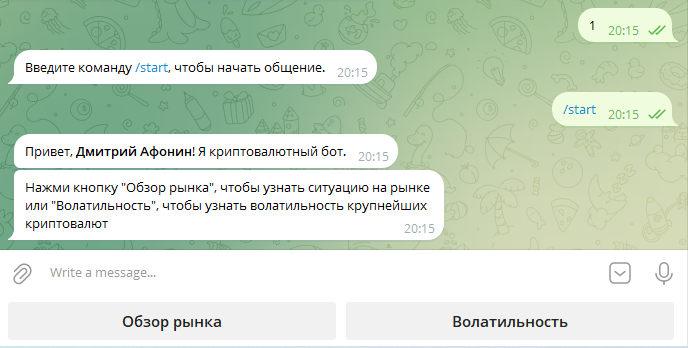 1
20:15
Введите команду /start, чтобы начать общение.
20:15
/start
20:15
Привет, Дмитрий Афонин! Я криптовалютный бот.
20:15
Нажми кнопку "Обзор рынка", чтобы узнать ситуацию на рынке
или "Волатильность", чтобы узнать волатильность крупнейших
криптовалют
20:15
Write a message...
Обзор рынка
Волатильность